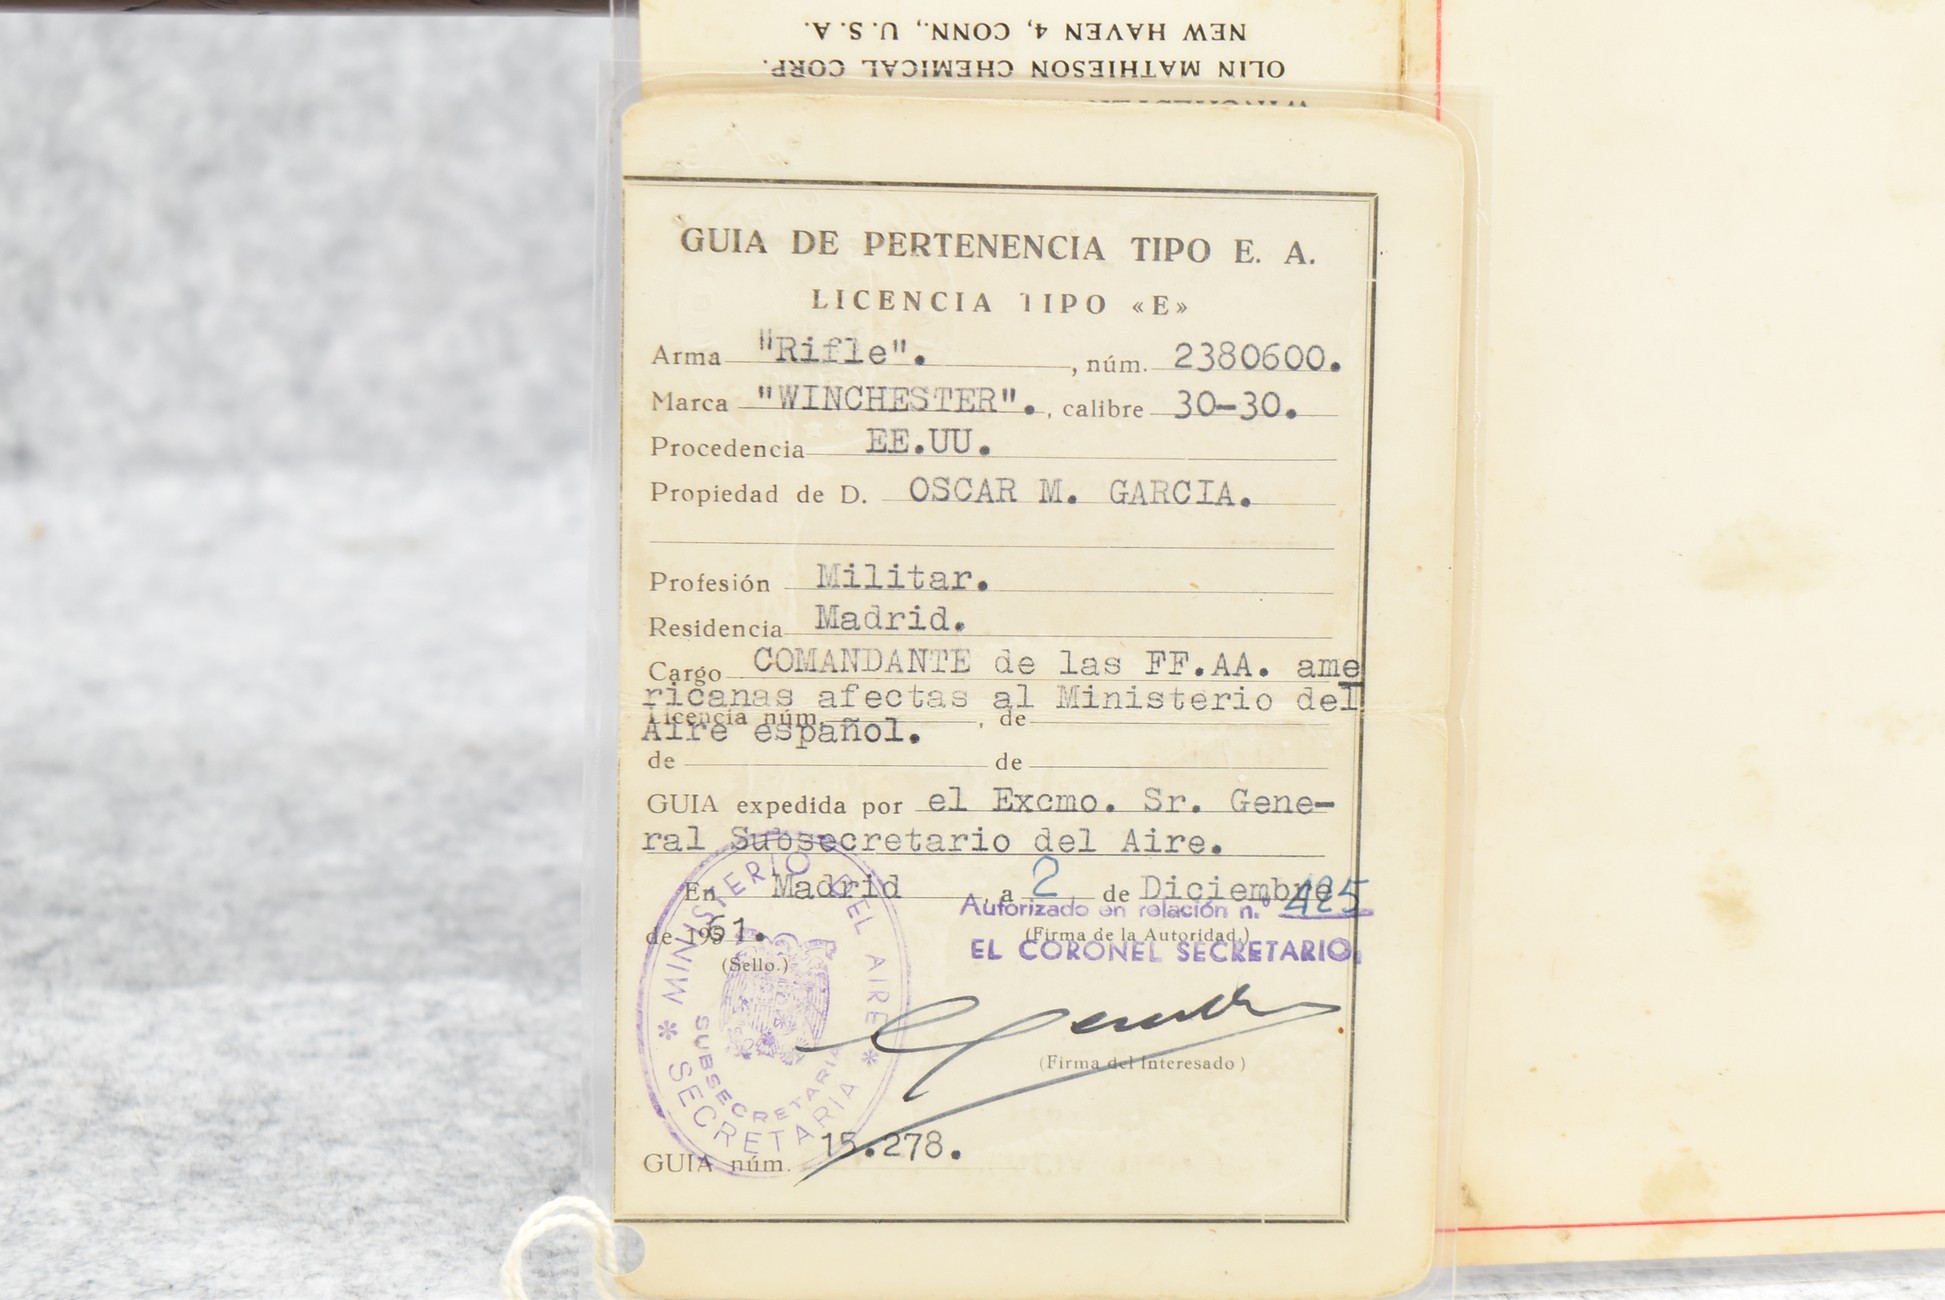 NEW HAVEN 4, CONN., U.S.A.
OLIN MATHIESON CHEMICAL CORP.
GUIA DE PERTENENCIA TIPO E. A.
LICENCIA TIPO «E»
Arma "Rifle". , núm. 2380600.
Marca "WINCHESTER". , calibre 30-30.
Procedencia EE.UU.
Propiedad de D. OSCAR M. GARCIA.
Profesión Militar.
Residencia Madrid.
Cargo COMANDANTE de las FF.AA. ame
ricanas afectas al Ministerio del
Licencia núm. , de
Aire español.
de de
GUIA expedida por el Excmo. Sr. Gene-
ral Subsecretario del Aire.
En Madrid , a 2 de Diciembre
Autorizado en relación n.° 485
de 1961.
(Firma de la Autoridad.)
EL CORONEL SECRETARIO.
(Sello.)
MINISTERIO DEL AIRE
SUBSECRETARIA
SECRETARIA
(Firma del Interesado)
GUIA núm. 15.278.